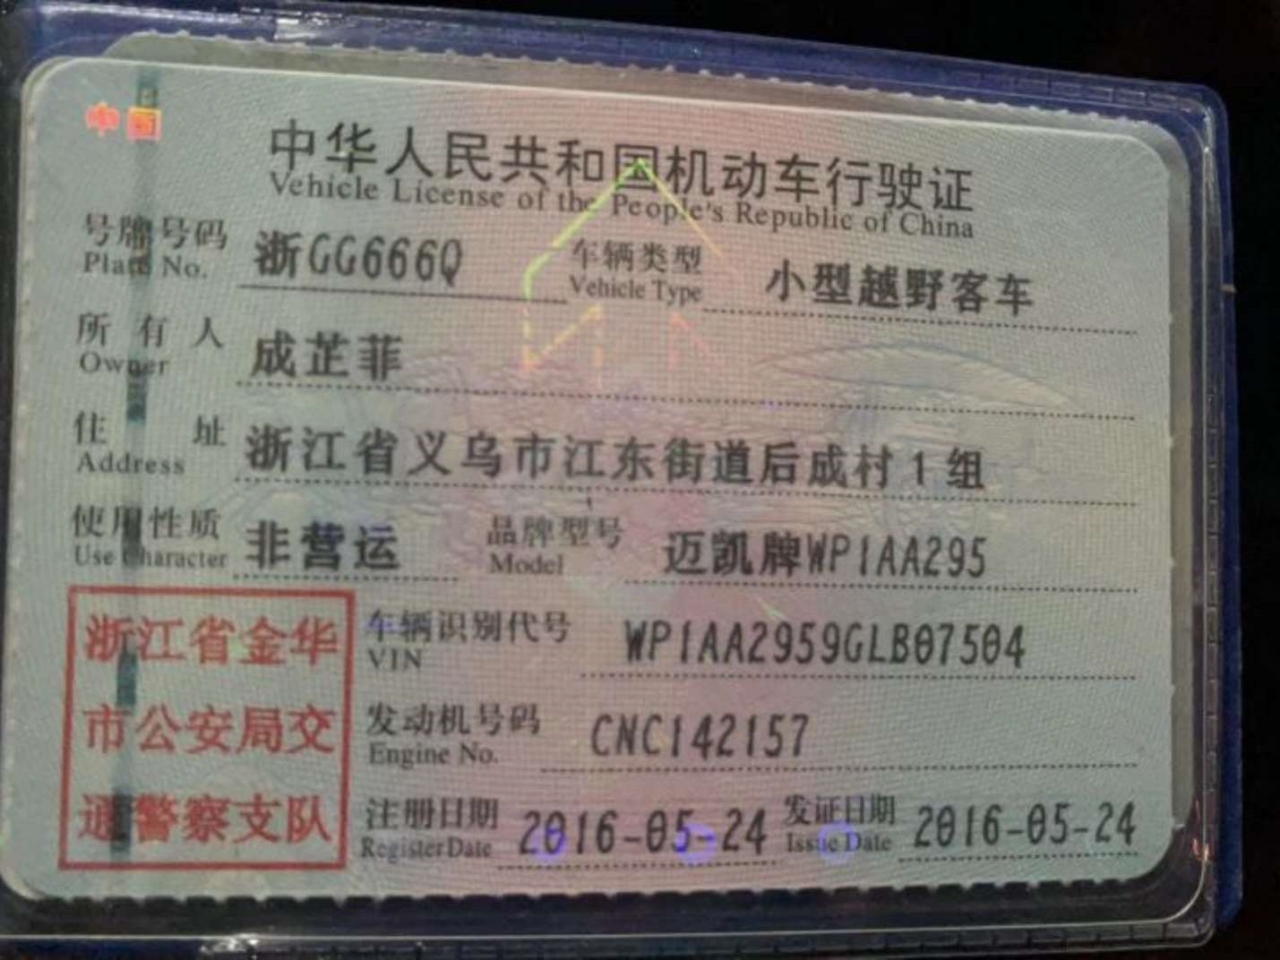 中国
中华人民共和国机动车行驶证
Vehicle License of the People's Republic of China
号牌号码 浙GG666Q 车辆类型 小型越野客车
Plate No. Vehicle Type
所有人 成芷菲
Owner
住址 浙江省义乌市江东街道后成村1组
Address
使用性质 非营运 品牌型号 迈凯牌WP1AA295
Use Character Model
浙江省金华 车辆识别代号 WP1AA2959GLB07504
VIN
市公安局交 发动机号码 CNC142157
Engine No.
通警察支队 注册日期 2016-05-24 发证日期 2016-05-24
Register Date Issue Date